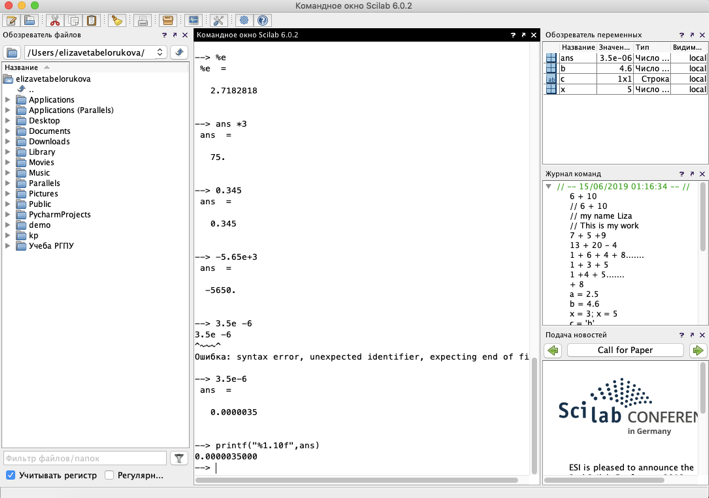 Командное окно Scilab 6.0.2
Обозреватель файлов
/Users/elizavetabelorukova/
Название
elizavetabelorukova
..
Applications
Applications (Parallels)
Desktop
Documents
Downloads
Library
Movies
Music
Parallels
Pictures
Public
PycharmProjects
demo
kp
Учеба РГПУ
Фильтр файлов/папок
Учитывать регистр
Регулярн...
Командное окно Scilab 6.0.2
--> %e
%e  =
2.7182818
--> ans *3
ans  =
75.
--> 0.345
ans  =
0.345
--> -5.65e+3
ans  =
-5650.
--> 3.5e -6
3.5e -6
^~~~^
Ошибка: syntax error, unexpected identifier, expecting end of fi
--> 3.5e-6
ans  =
0.0000035
--> printf("%1.10f",ans)
0.0000035000
-->
Обозреватель переменных
Название Значен... Тип Видим...
ans 3.5e-06 Число ... local
b 4.6 Число ... local
c 1x1 Строка local
x 5 Число ... local
Журнал команд
// -- 15/06/2019 01:16:34 -- //
6 + 10
// 6 + 10
// my name Liza
// This is my work
7 + 5 +9
13 + 20 - 4
1 + 6 + 4 + 8.......
1 + 3 + 5
1 +4 + 5.......
+ 8
a = 2.5
b = 4.6
x = 3; x = 5
c = 'b'
Подача новостей
Call for Paper
Scilab CONFEREN
in Germany
ESI is pleased to announce the